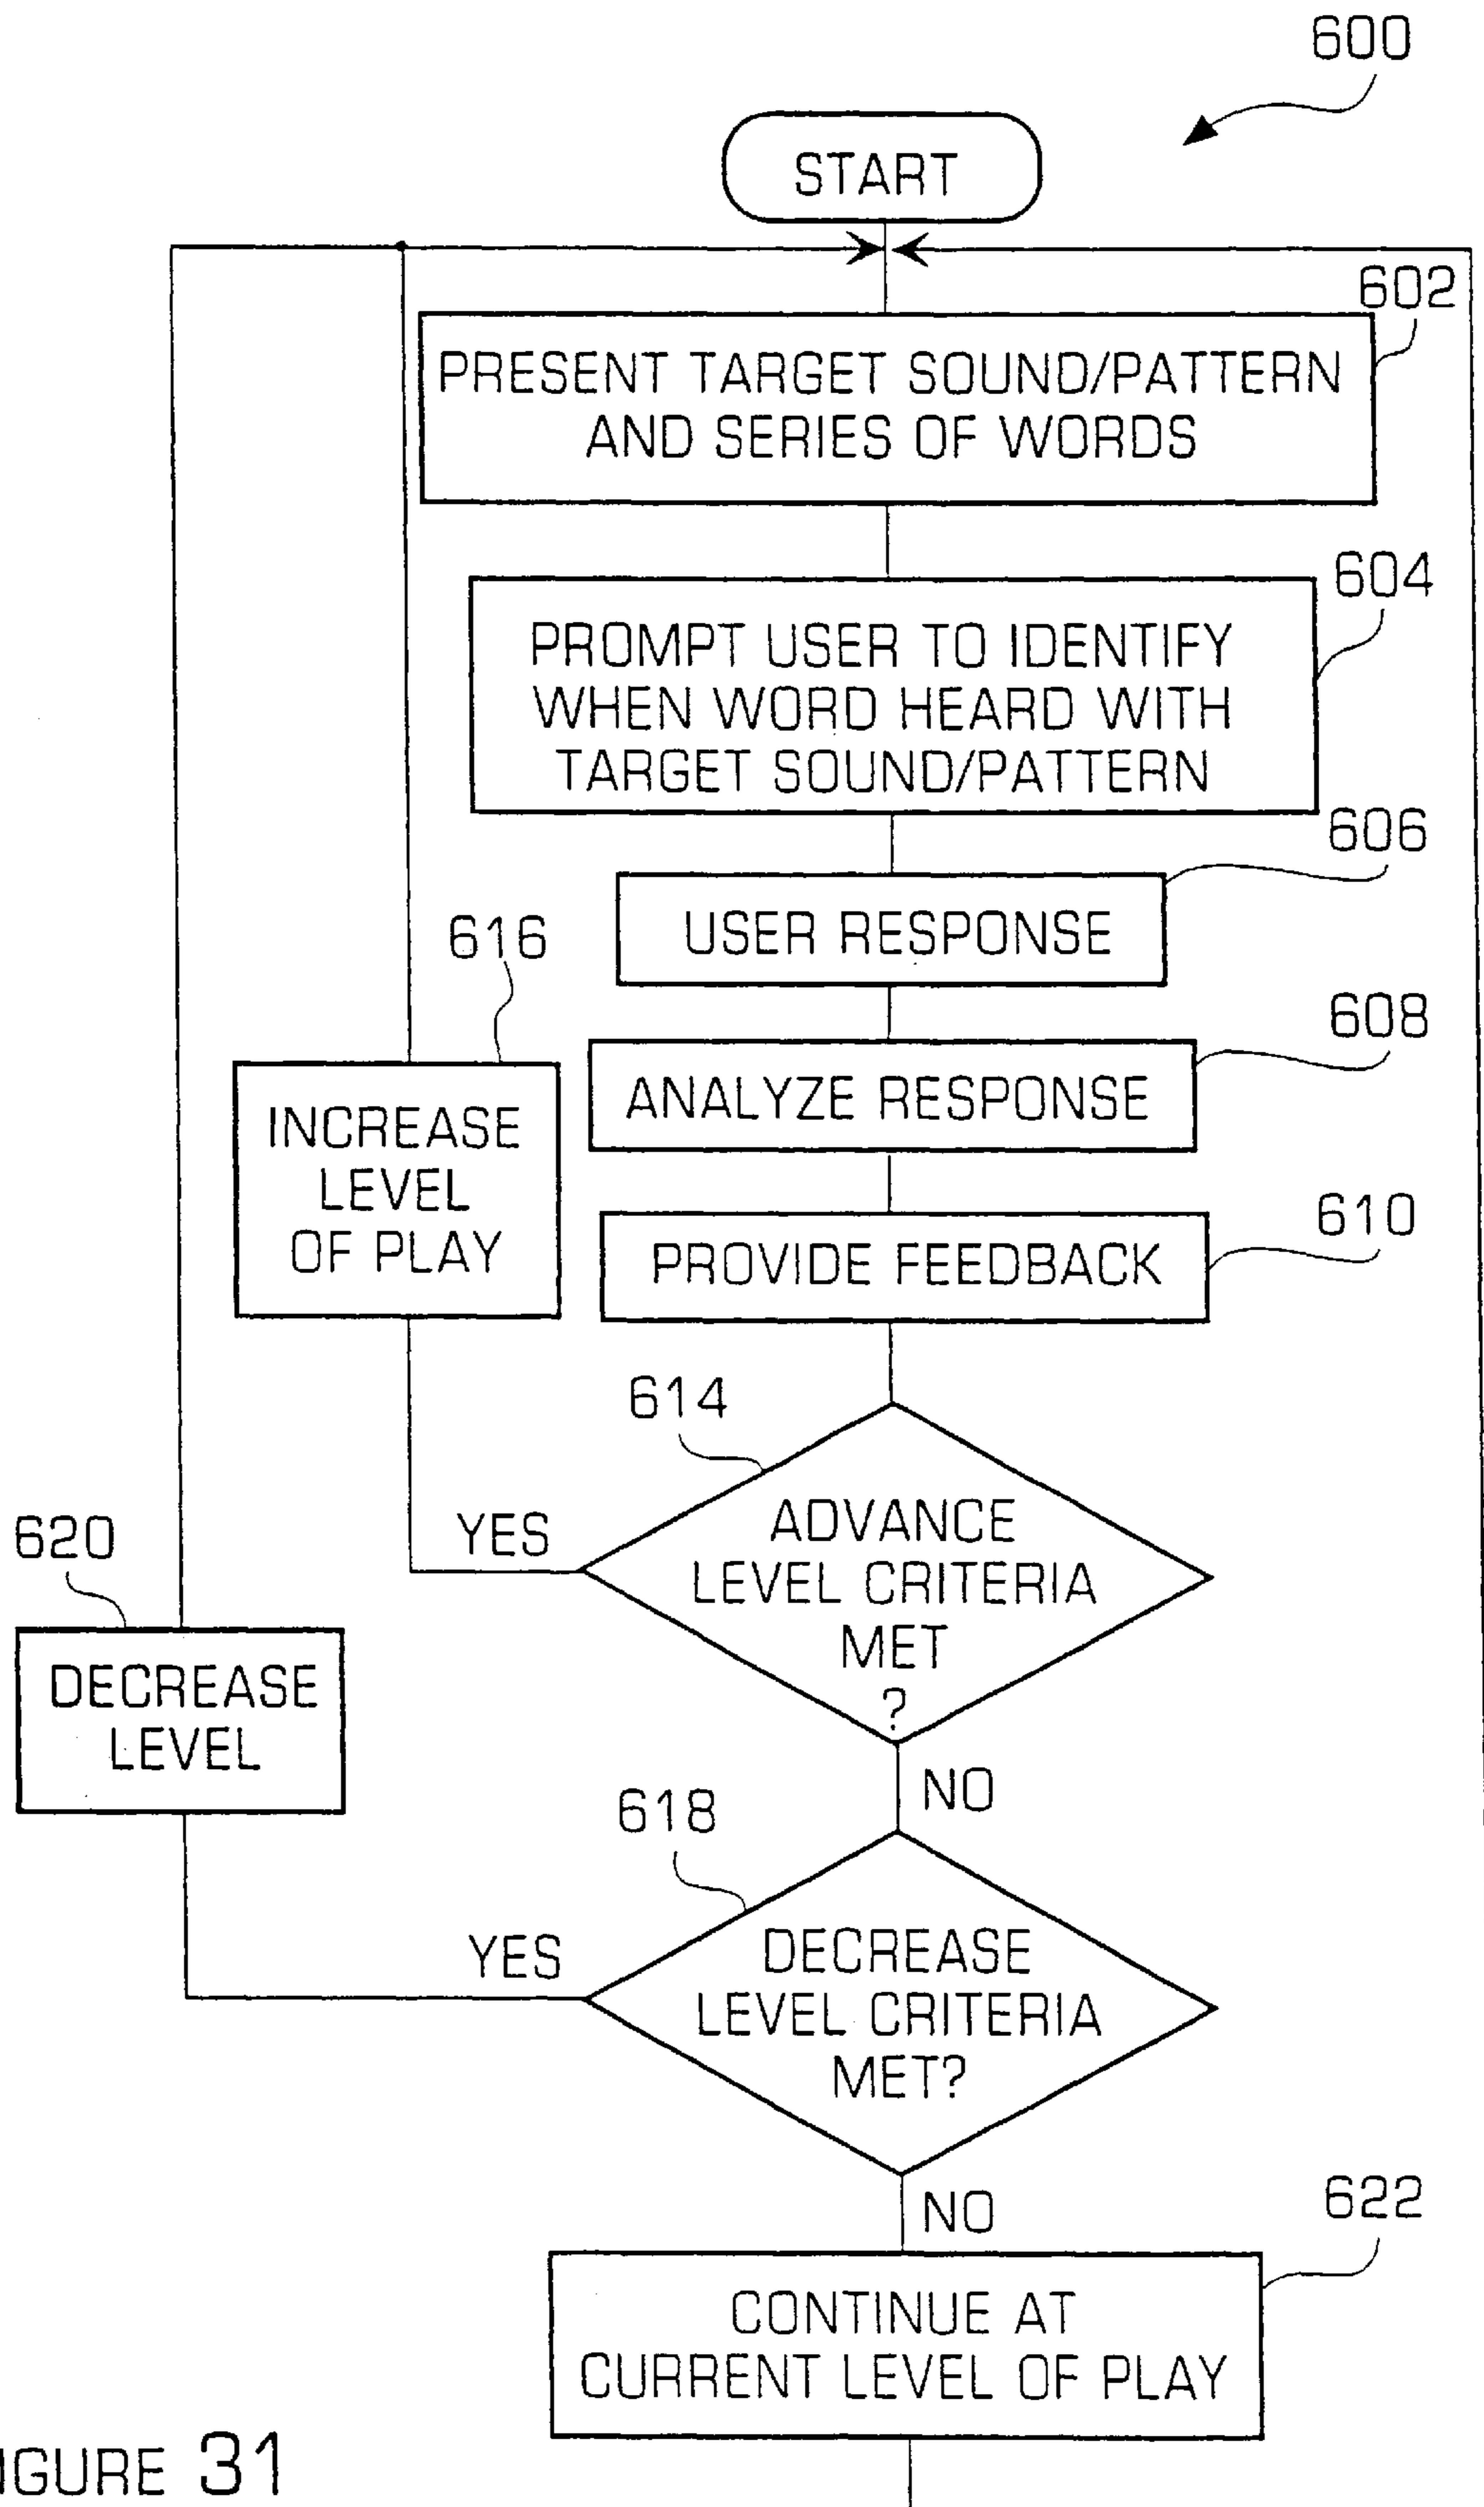 600
START
602
PRESENT TARGET SOUND/PATTERN
AND SERIES OF WORDS
604
PROMPT USER TO IDENTIFY
WHEN WORD HEARD WITH
TARGET SOUND/PATTERN
606
USER RESPONSE
616
608
ANALYZE RESPONSE
INCREASE
LEVEL
OF PLAY
610
PROVIDE FEEDBACK
614
YES
ADVANCE
LEVEL CRITERIA
MET
?
620
DECREASE
LEVEL
NO
618
YES
DECREASE
LEVEL CRITERIA
MET?
NO
622
CONTINUE AT
CURRENT LEVEL OF PLAY
IGURE 31